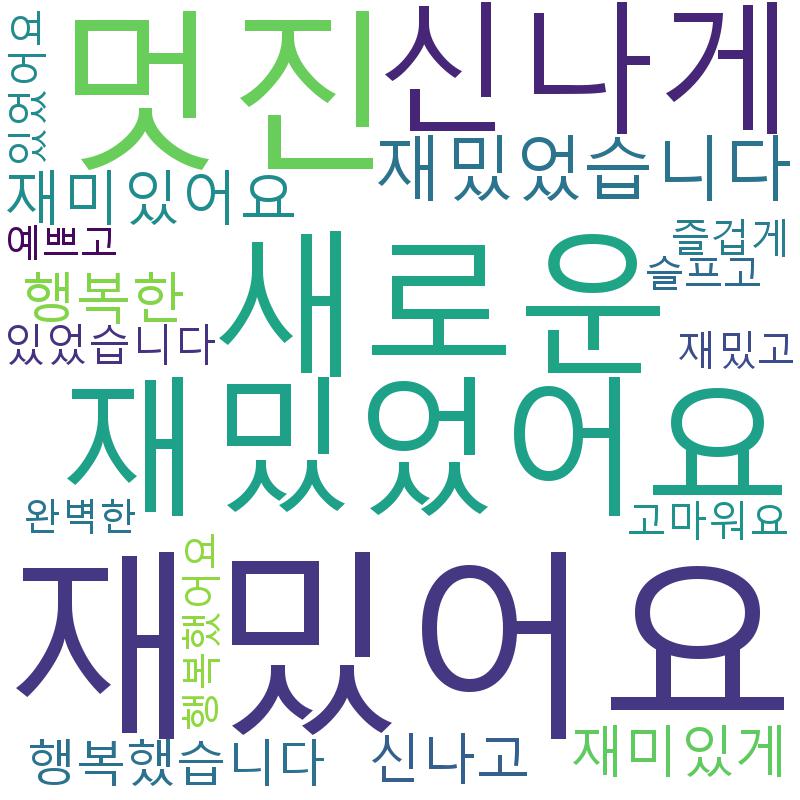 있었어여
멋진
신나게
재밌었습니다
재미있어요
예쁘고
즐겁게
슬프고
행복한
새로운
있었습니다
재밌고
재밌었어요
완벽한
고마워요
재밌어요
행복했어여
행복했습니다
신나고
재미있게